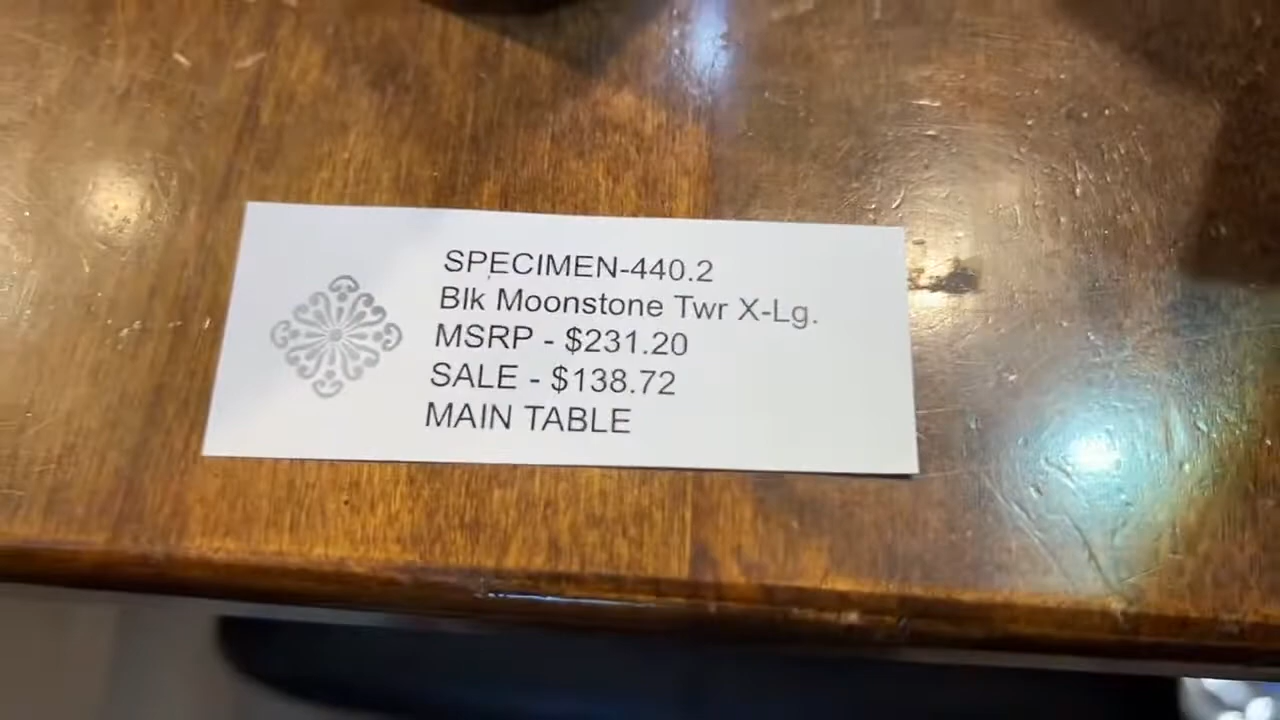 SPECIMEN-440.2
Blk Moonstone Twr X-Lg.
MSRP - $231.20
SALE - $138.72
MAIN TABLE